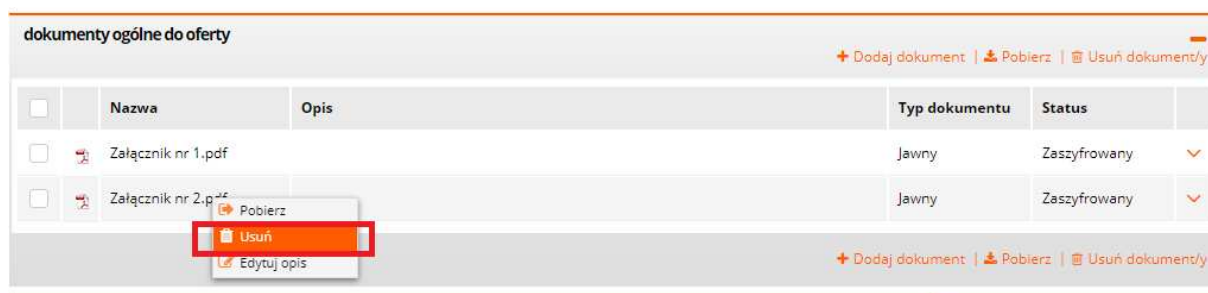 dokumenty ogólne do oferty
Dodaj dokument | Pobierz | Usuń dokument/y
Nazwa Opis Typ dokumentu Status
Załącznik nr 1.pdf Jawny Zaszyfrowany
Załącznik nr 2.pdf Jawny Zaszyfrowany
Pobierz
Usuń
Edytuj opis
Dodaj dokument | Pobierz | Usuń dokument/y